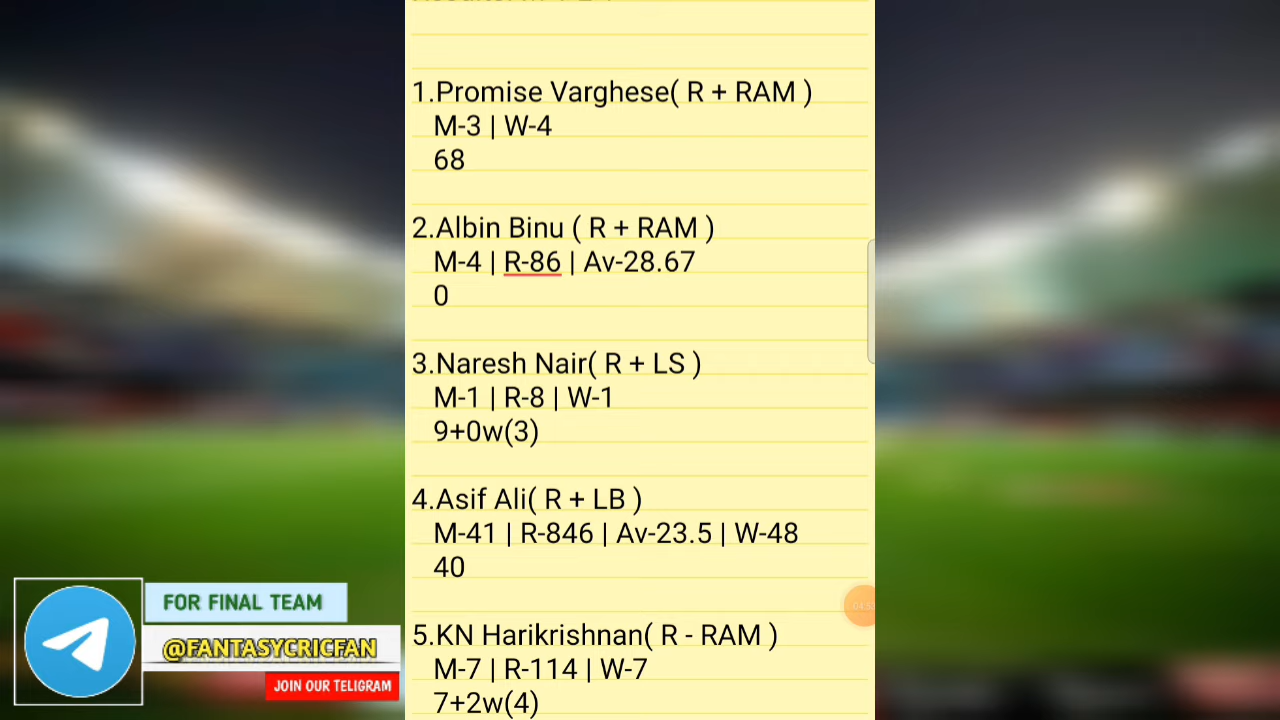 1.Promise Varghese( R + RAM )
M-3 | W-4
68
2.Albin Binu ( R + RAM )
M-4 | R-86 | Av-28.67
0
3.Naresh Nair( R + LS )
M-1 | R-8 | W-1
9+0w(3)
4.Asif Ali( R + LB )
M-41 | R-846 | Av-23.5 | W-48
40
5.KN Harikrishnan( R - RAM )
M-7 | R-114 | W-7
7+2w(4)
FOR FINAL TEAM
@FANTASYCRICFAN
JOIN OUR TELIGRAM